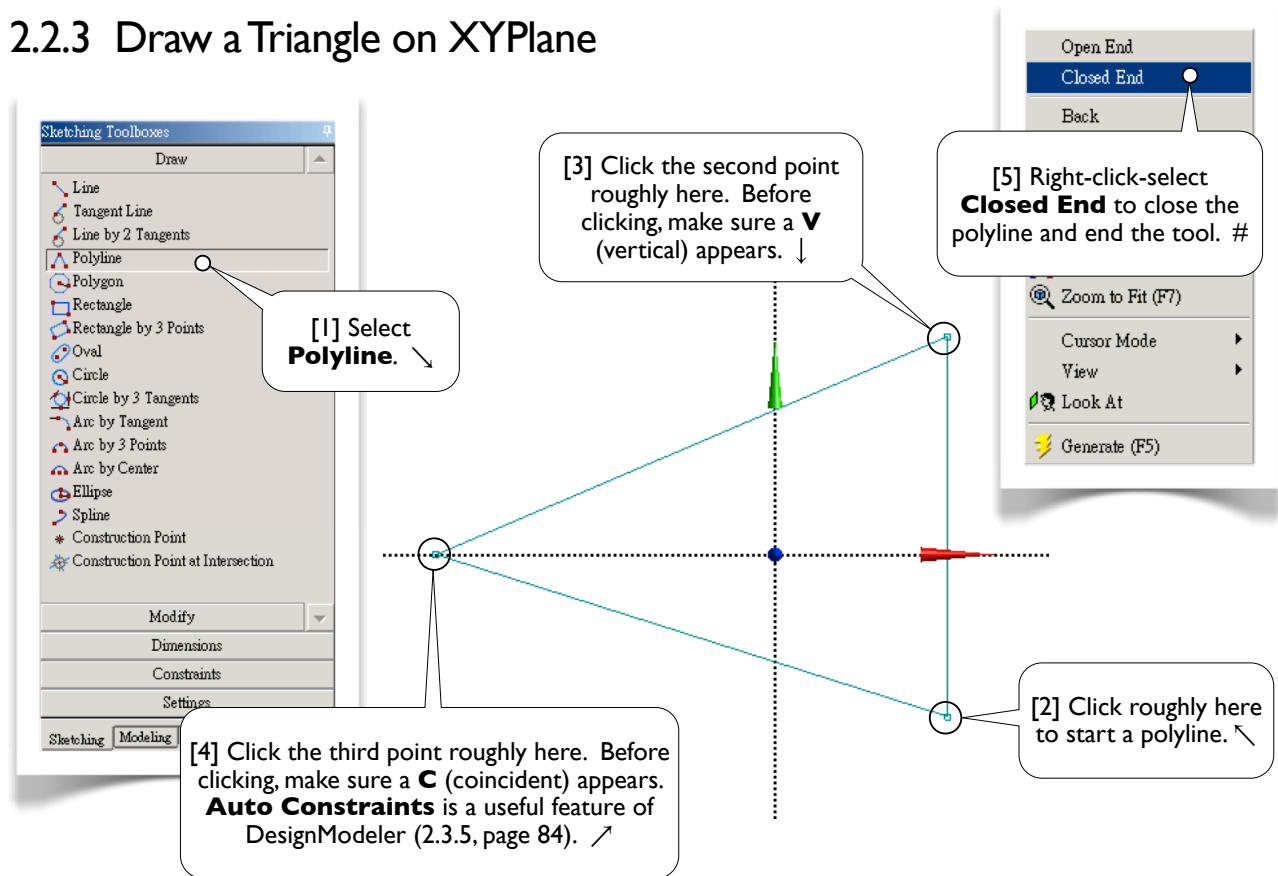 2.2.3 Draw a Triangle on XYPlane
Sketching Toolboxes
Draw
Line
Tangent Line
Line by 2 Tangents
Polyline
Polygon
Rectangle
Rectangle by 3 Points
Oval
Circle
Circle by 3 Tangents
Arc by Tangent
Arc by 3 Points
Arc by Center
Ellipse
Spline
Construction Point
Construction Point at Intersection
Modify
Dimensions
Constraints
Settings
Sketching Modeling
[1] Select
Polyline. ↘
[3] Click the second point
roughly here. Before
clicking, make sure a V
(vertical) appears. ↓
Open End
Closed End
Back
[5] Right-click-select
Closed End to close the
polyline and end the tool. #
Zoom to Fit (F7)
Cursor Mode
View
Look At
Generate (F5)
[2] Click roughly here
to start a polyline. ↖
[4] Click the third point roughly here. Before
clicking, make sure a C (coincident) appears.
Auto Constraints is a useful feature of
DesignModeler (2.3.5, page 84). ↗